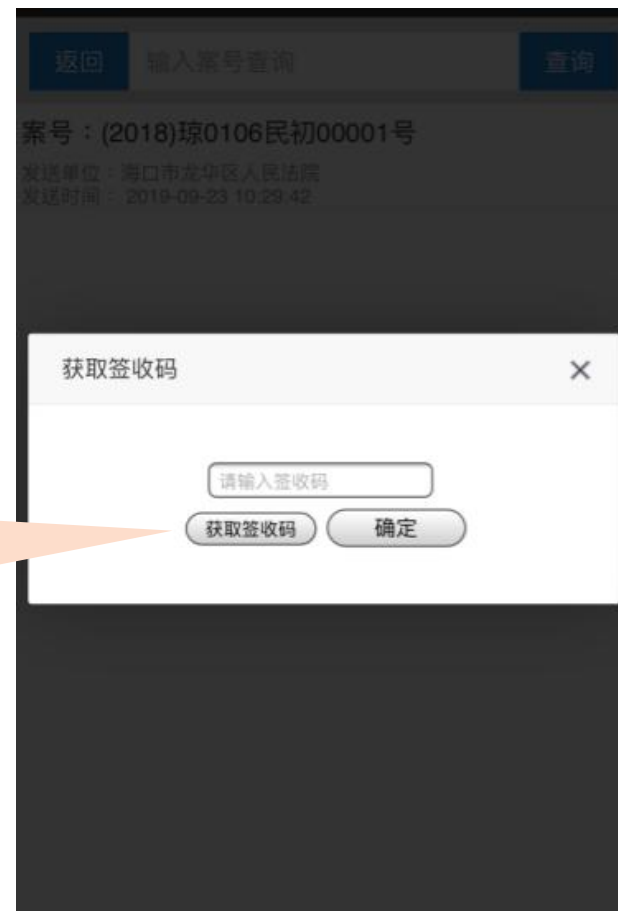 返回 输入案号查询 查询
案号：(2018)琼0106民初00001号
发送单位：海口市龙华区人民法院
发送时间： 2019-09-23 10:29:42
获取签收码 ×
请输入签收码
获取签收码 确定